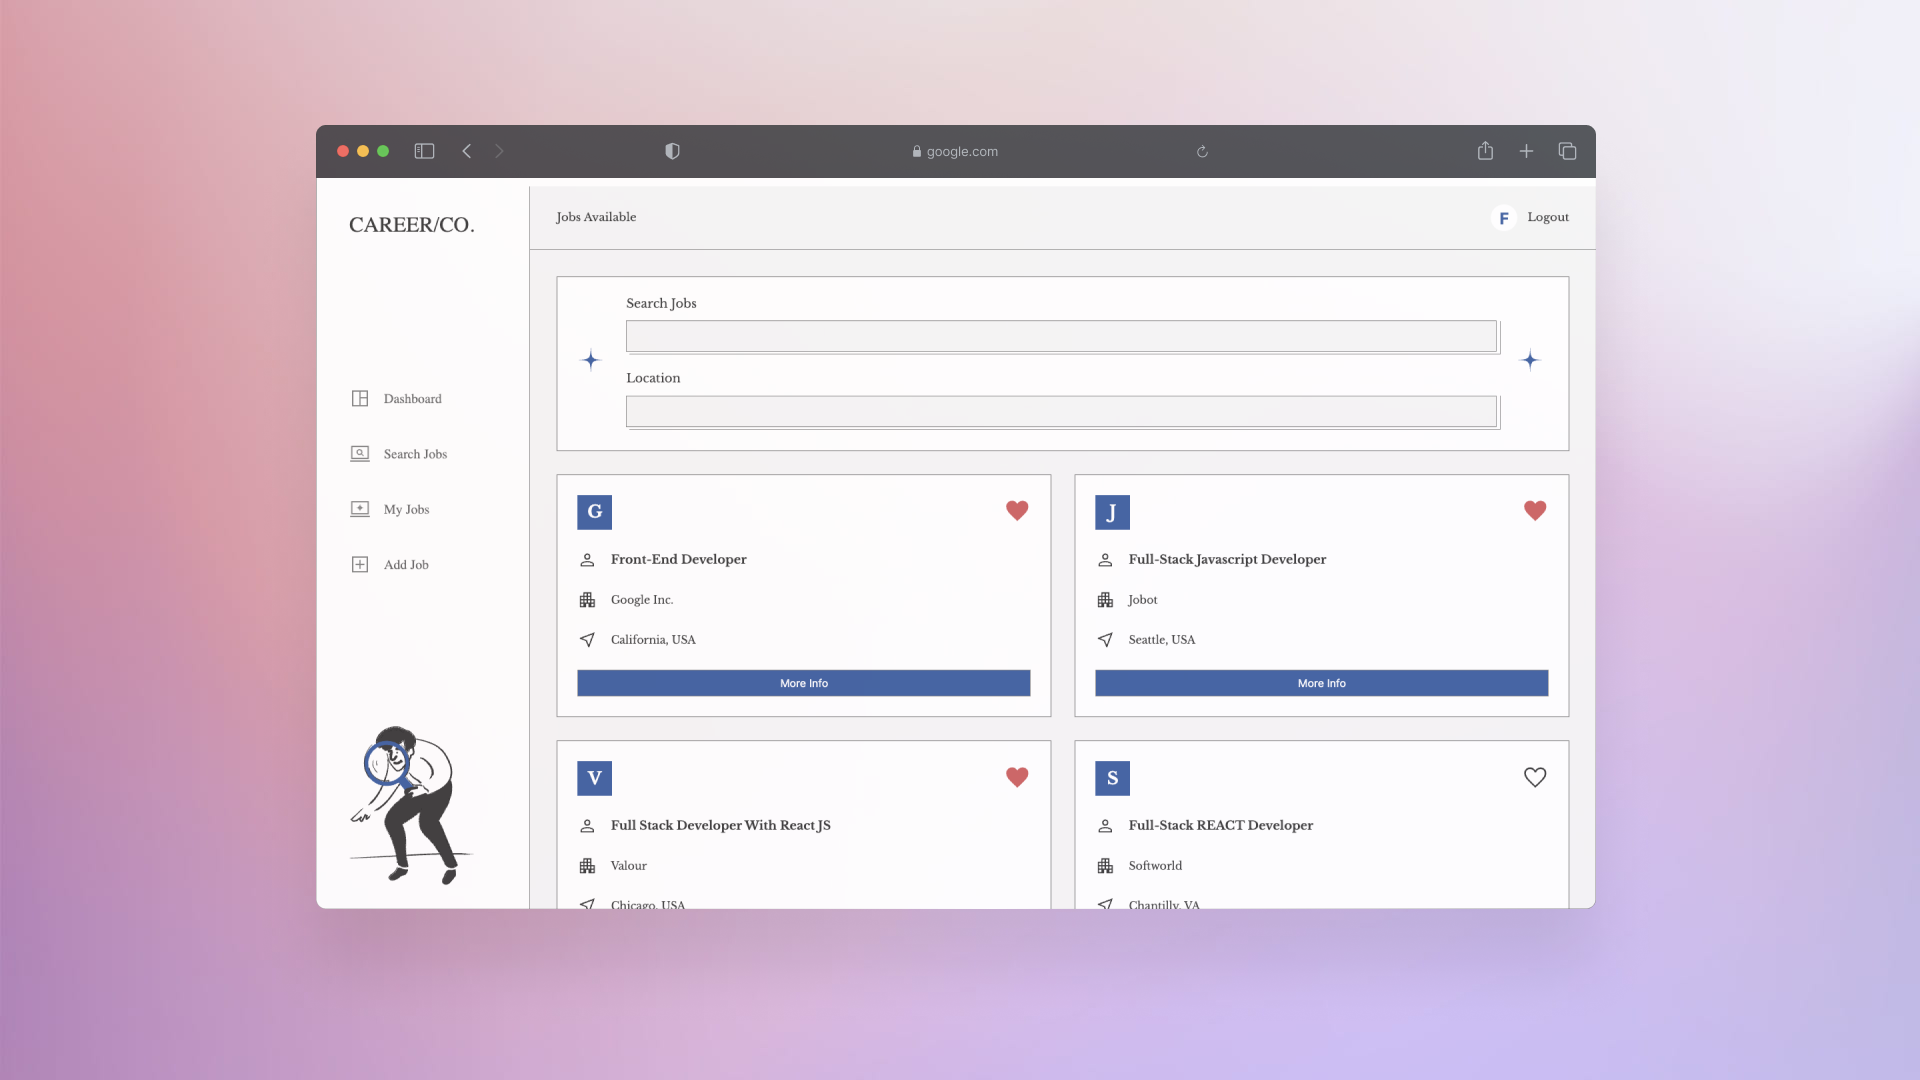 google.com
CAREER/CO.
Jobs Available
F
Logout
Dashboard
Search Jobs
My Jobs
Add Job
Search Jobs
Location
G
Front-End Developer
Google Inc.
California, USA
More Info
J
Full-Stack Javascript Developer
Jobot
Seattle, USA
More Info
V
Full Stack Developer With React JS
Valour
Chicago, USA
S
Full-Stack REACT Developer
Softworld
Chantilly, VA